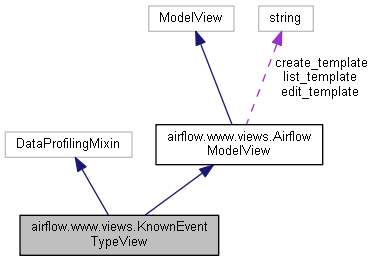 ModelView
string
create_template
list_template
edit_template
airflow.www.views.Airflow
ModelView
DataProfilingMixin
airflow.www.views.KnownEvent
TypeView